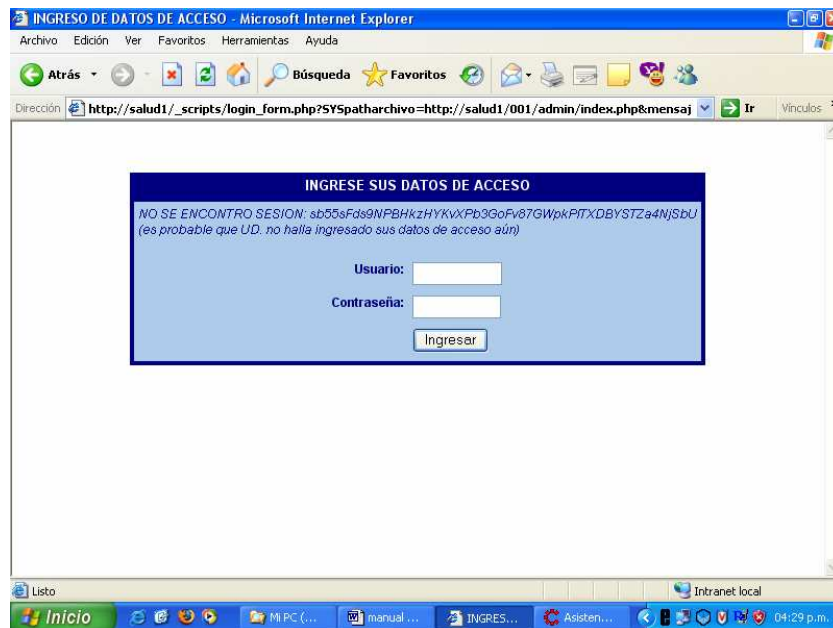 INGRESO DE DATOS DE ACCESO - Microsoft Internet Explorer
Archivo Edición Ver Favoritos Herramientas Ayuda
Atrás Búsqueda Favoritos
Dirección http://salud1/_scripts/login_form.php?SYSpatharchivo=http://salud1/001/admin/index.php&mensaj Ir Vínculos
INGRESE SUS DATOS DE ACCESO
NO SE ENCONTRO SESION: sb55sFds9NPBHkzHYKvXPb3GoFv87GWpkPlTXDBYSTZa4NjSbU
(es probable que UD. no halla ingresado sus datos de acceso aún)
Usuario:
Contraseña:
Ingresar
Listo Intranet local
Inicio Mi PC (... manual ... INGRES... Asisten... 04:29 p.m.